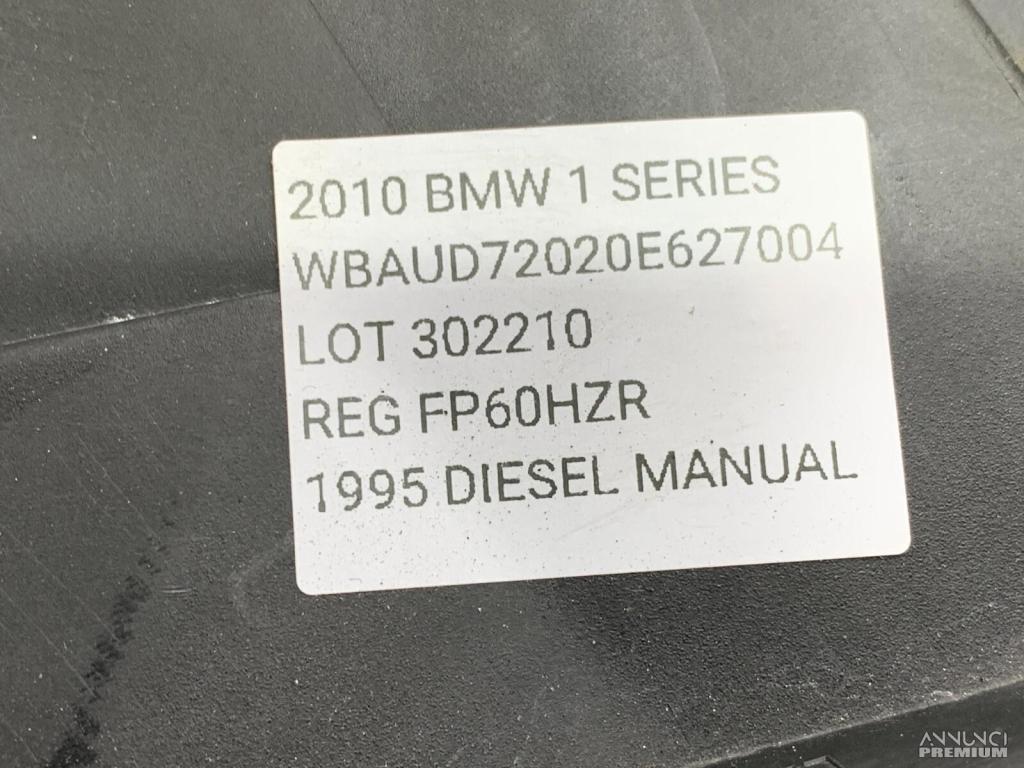 2010 BMW 1 SERIES
WBAUD72020E627004
LOT 302210
REG FP60HZR
1995 DIESEL MANUAL
ANNUNCI
PREMIUM